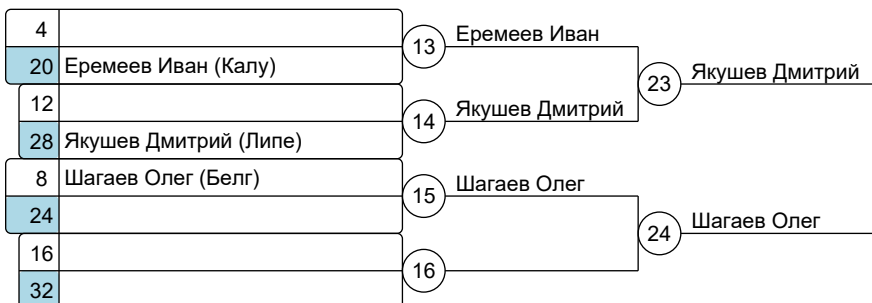 4
13
Еремеев Иван
20 Еремеев Иван (Калу)
23
Якушев Дмитрий
12
14
Якушев Дмитрий
28 Якушев Дмитрий (Липе)
8 Шагаев Олег (Белг)
15
Шагаев Олег
24
24
Шагаев Олег
16
16
32